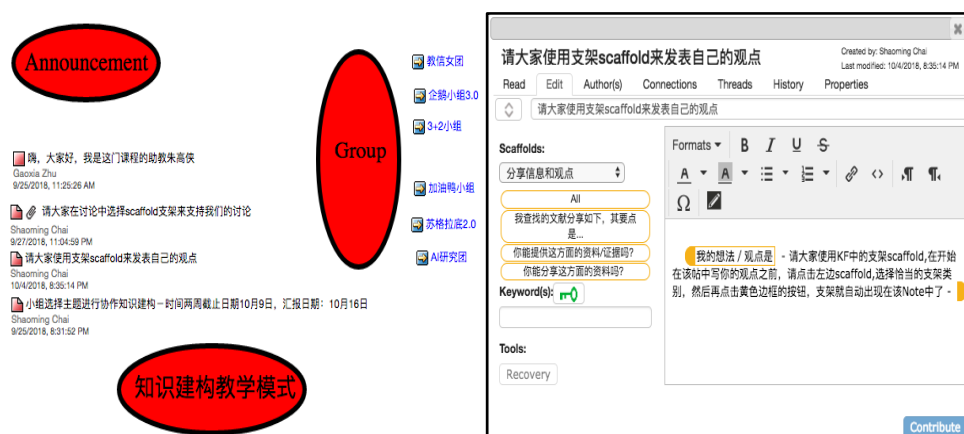 Announcement
Group
教信女团
企鹅小组3.0
3+2小组
加油鸭小组
苏格拉底2.0
AI研究团
嗨，大家好，我是这门课程的助教朱高侠
Gaoxia Zhu
9/25/2018, 11:25:26 AM
请大家在讨论中选择scaffold支架来支持我们的讨论
Shaoming Chai
9/27/2018, 11:04:59 PM
请大家使用支架scaffold来发表自己的观点
Shaoming Chai
10/4/2018, 8:35:14 PM
小组选择主题进行协作知识建构－时间两周截止日期10月9日，汇报日期：10月16日
Shaoming Chai
9/25/2018, 8:31:52 PM
知识建构教学模式
请大家使用支架scaffold来发表自己的观点
Created by: Shaoming Chai
Last modified: 10/4/2018, 8:35:14 PM
Read Edit Author(s) Connections Threads History Properties
请大家使用支架scaffold来发表自己的观点
Scaffolds:
分享信息和观点
All
我查找的文献分享如下，其要点是...
你能提供这方面的资料/证据吗?
你能分享这方面的资料吗?
Keyword(s):
Tools:
Recovery
Formats B I U S
A A
Ω
我的想法 / 观点是 - 请大家使用KF中的支架scaffold,在开始
在该帖中写你的观点之前，请点击左边scaffold,选择恰当的支架类
别，然后再点击黄色边框的按钮，支架就自动出现在该Note中了 -
Contribute